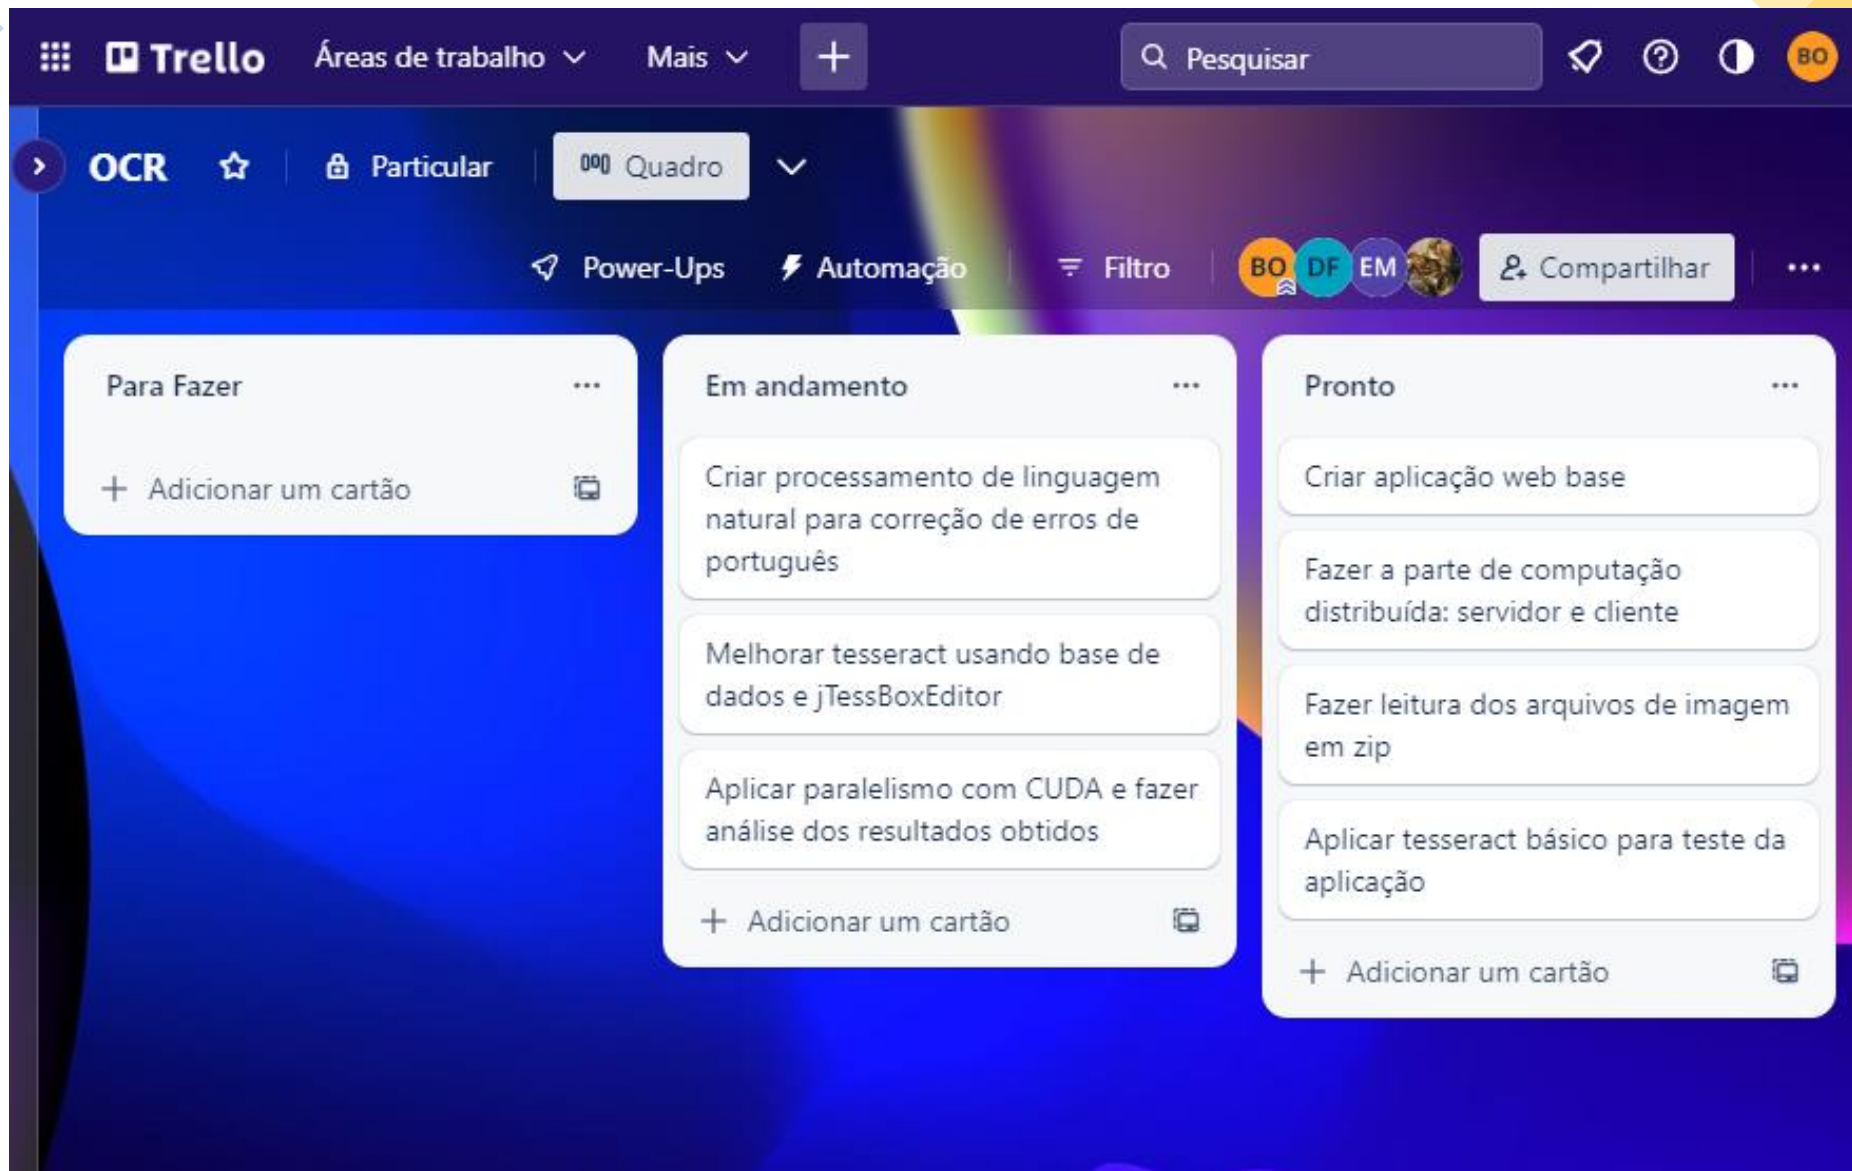 Trello Áreas de trabalho Mais Pesquisar BO
OCR Particular Quadro
Power-Ups Automação Filtro BO DF EM Compartilhar
Para Fazer
Adicionar um cartão
Em andamento
Criar processamento de linguagem
natural para correção de erros de
português
Melhorar tesseract usando base de
dados e jTessBoxEditor
Aplicar paralelismo com CUDA e fazer
análise dos resultados obtidos
Adicionar um cartão
Pronto
Criar aplicação web base
Fazer a parte de computação
distribuída: servidor e cliente
Fazer leitura dos arquivos de imagem
em zip
Aplicar tesseract básico para teste da
aplicação
Adicionar um cartão